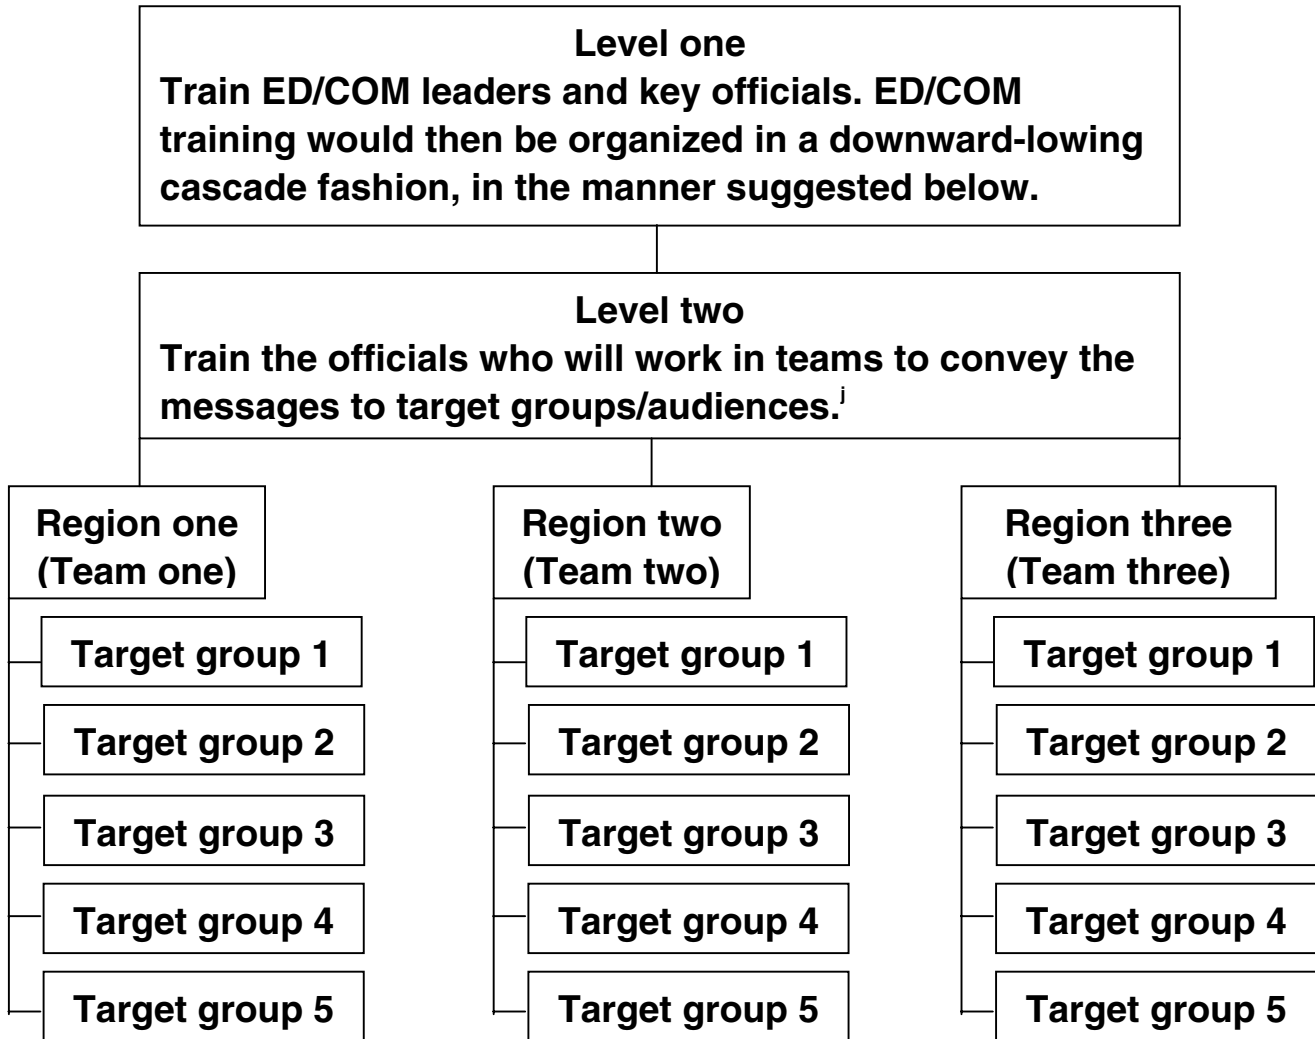 Level one
Train ED/COM leaders and key officials. ED/COM
training would then be organized in a downward-lowing
cascade fashion, in the manner suggested below.
Level two
Train the officials who will work in teams to convey the
messages to target groups/audiences.j
Region one
(Team one)
Target group 1
Target group 2
Target group 3
Target group 4
Target group 5
Region two
(Team two)
Target group 1
Target group 2
Target group 3
Target group 4
Target group 5
Region three
(Team three)
Target group 1
Target group 2
Target group 3
Target group 4
Target group 5